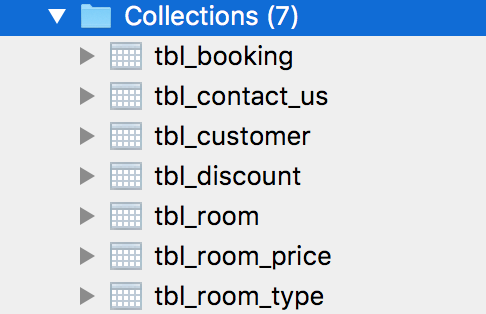 Collections (7)
tbl_booking
tbl_contact_us
tbl_customer
tbl_discount
tbl_room
tbl_room_price
tbl_room_type